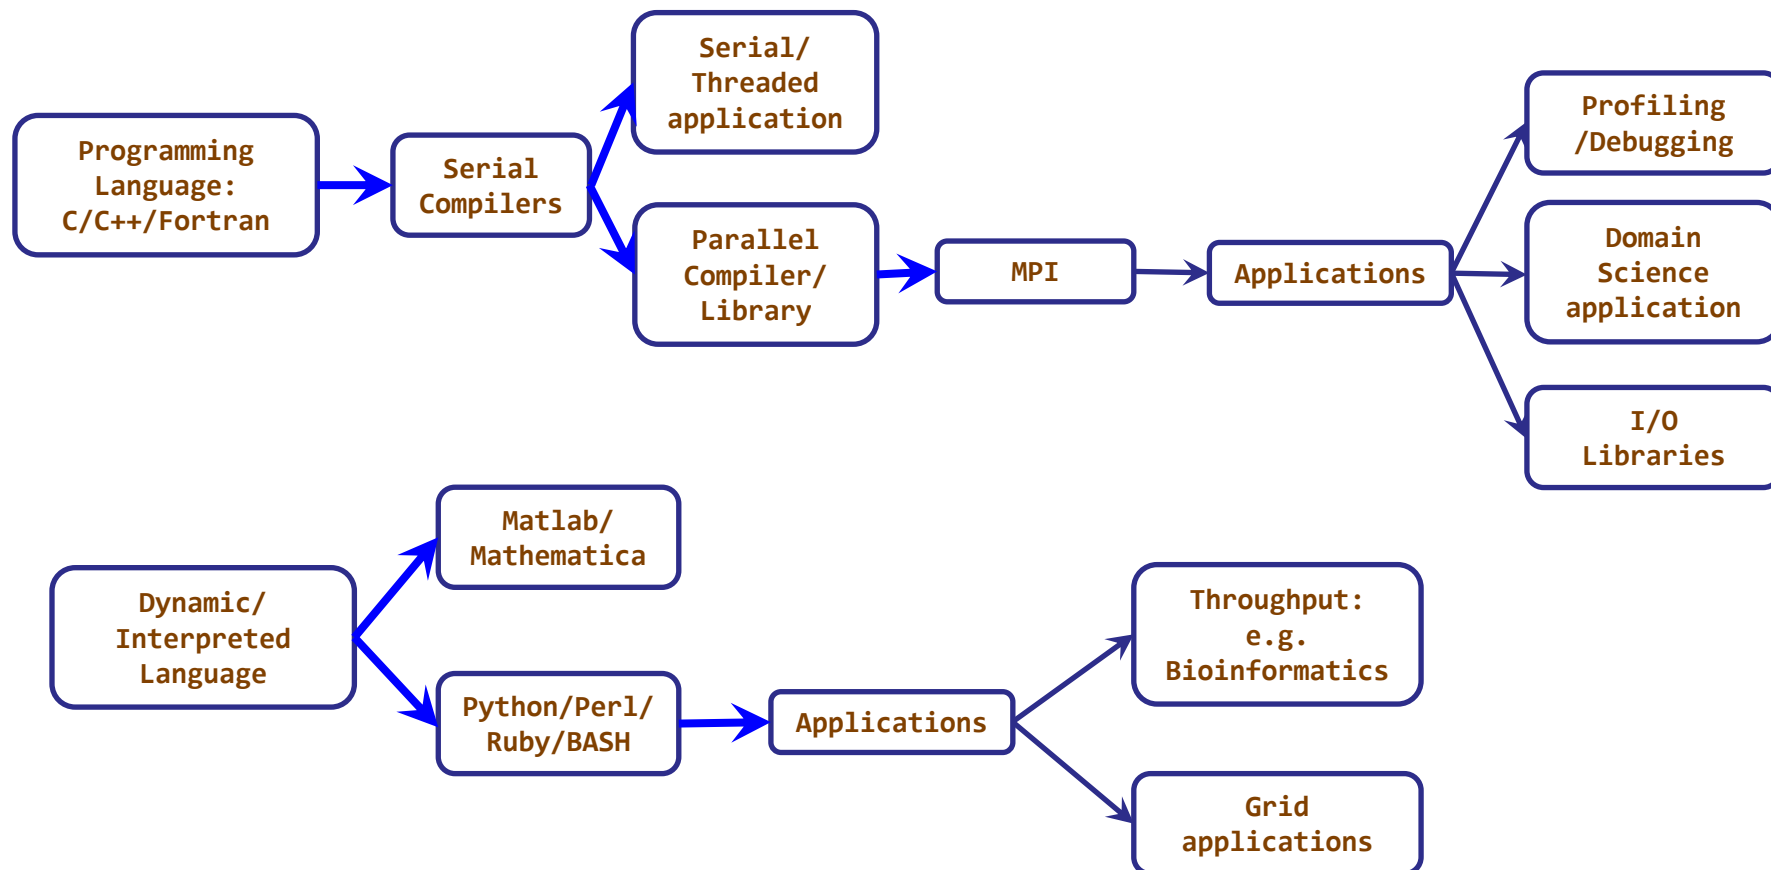 Programming
Language:
C/C++/Fortran
Serial
Compilers
Serial/
Threaded
application
Parallel
Compiler/
Library
MPI
Applications
Profiling
/Debugging
Domain
Science
application
I/O
Libraries
Dynamic/
Interpreted
Language
Matlab/
Mathematica
Python/Perl/
Ruby/BASH
Applications
Throughput:
e.g.
Bioinformatics
Grid
applications